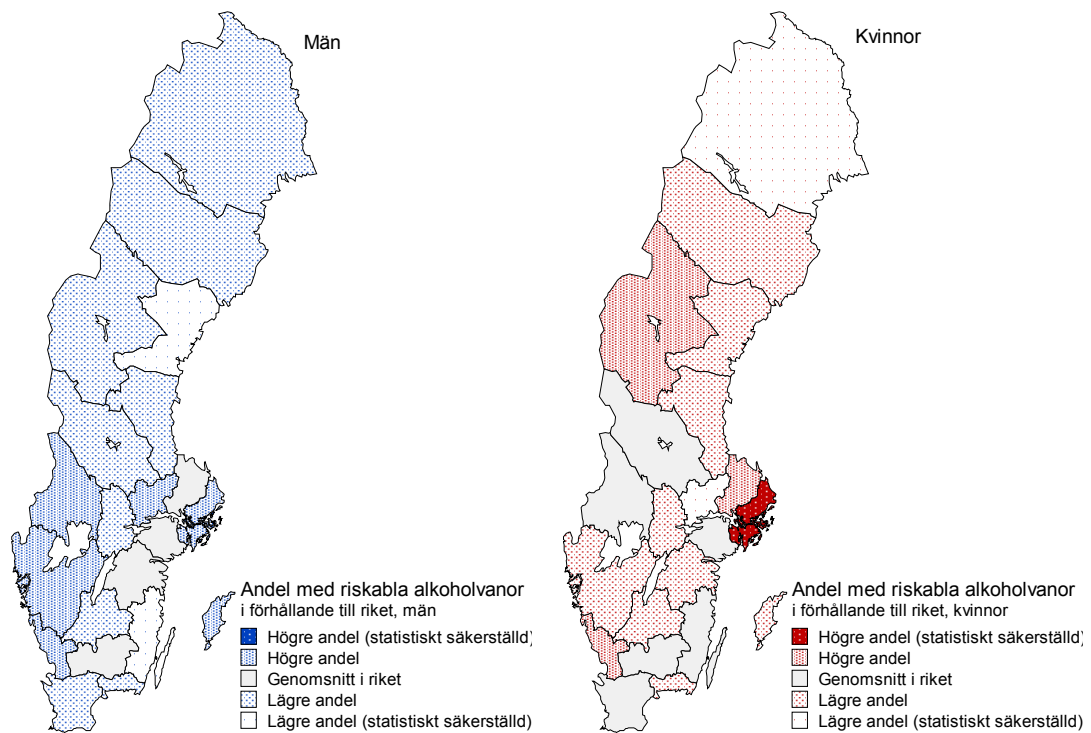 Män
Andel med riskabla alkoholvanor
i förhållande till riket, män
Högre andel (statistiskt säkerställd)
Högre andel
Genomsnitt i riket
Lägre andel
Lägre andel (statistiskt säkerställd)
Kvinnor
Andel med riskabla alkoholvanor
i förhållande till riket, kvinnor
Högre andel (statistiskt säkerställd)
Högre andel
Genomsnitt i riket
Lägre andel
Lägre andel (statistiskt säkerställd)